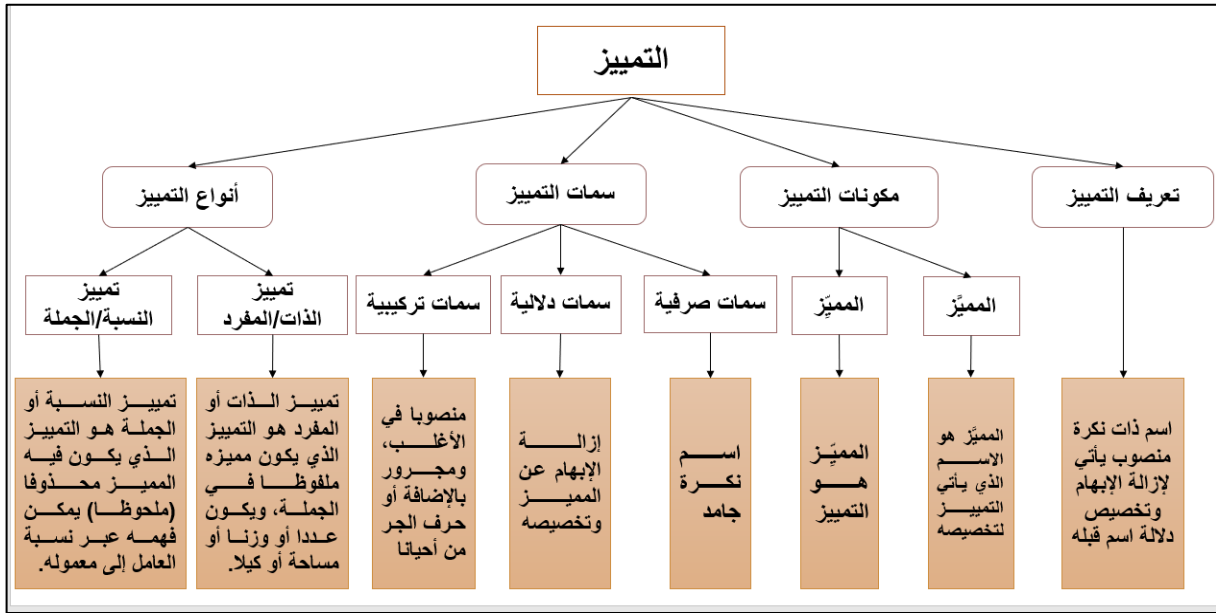 التمييز
تعريف التمييز
مكونات التمييز
سمات التمييز
أنواع التمييز
المميَّز
المميِّز
سمات صرفية
سمات دلالية
سمات تركيبية
تمييز
الذات/المفرد
تمييز
النسبة/الجملة
اسم ذات نكرة
منصوب يأتي
لإزالة الإبهام
وتخصيص
دلالة اسم قبله
المميَّز هو
الاسم
الذي يأتي
التمييز
لتخصيصه
المميِّز
هو
التمييز
اسم
نكرة
جامد
إزالة
الإبهام عن
المميز
وتخصيصه
منصوبا في
الأغلب،
ومجرور
بالإضافة أو
حرف الجر
من أحيانا
تمييز الذات أو
المفرد هو التمييز
الذي يكون مميزه
ملفوظا في
الجملة، ويكون
عددا أو وزنا أو
مساحة أو كيلا.
تمييز النسبة أو
الجملة هو التمييز
الذي يكون فيه
المميز محذوفا
(ملحوظا) يمكن
فهمه عبر نسبة
العامل إلى معموله.